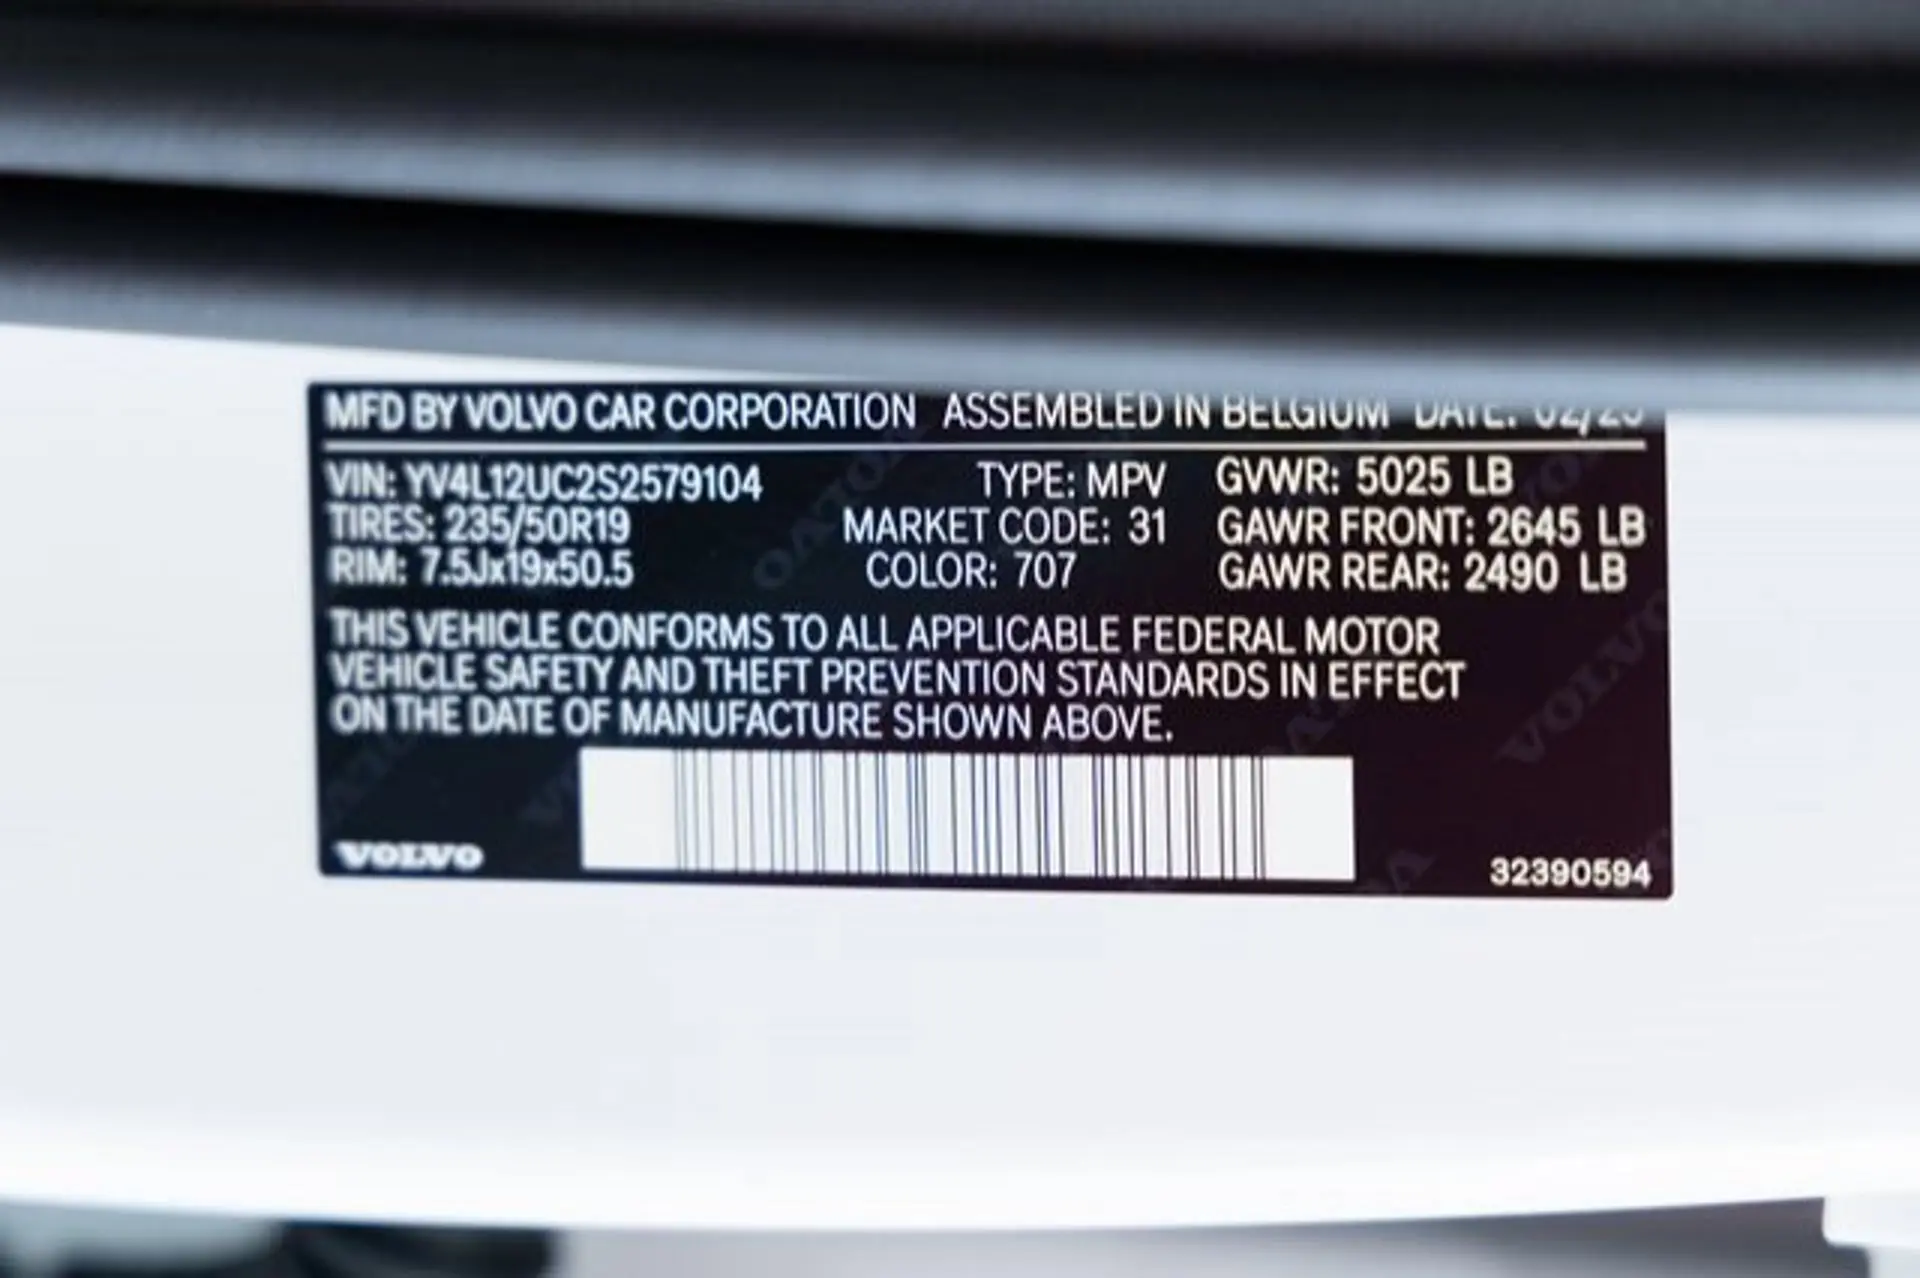 MFD BY VOLVO CAR CORPORATION ASSEMBLED IN BELGIUM DATE: 02/25
VIN: YV4L12UC2S2579104 TYPE: MPV GVWR: 5025 LB
TIRES: 235/50R19 MARKET CODE: 31 GAWR FRONT: 2645 LB
RIM: 7.5Jx19x50.5 COLOR: 707 GAWR REAR: 2490 LB
THIS VEHICLE CONFORMS TO ALL APPLICABLE FEDERAL MOTOR
VEHICLE SAFETY AND THEFT PREVENTION STANDARDS IN EFFECT
ON THE DATE OF MANUFACTURE SHOWN ABOVE.
VOLVO 32390594